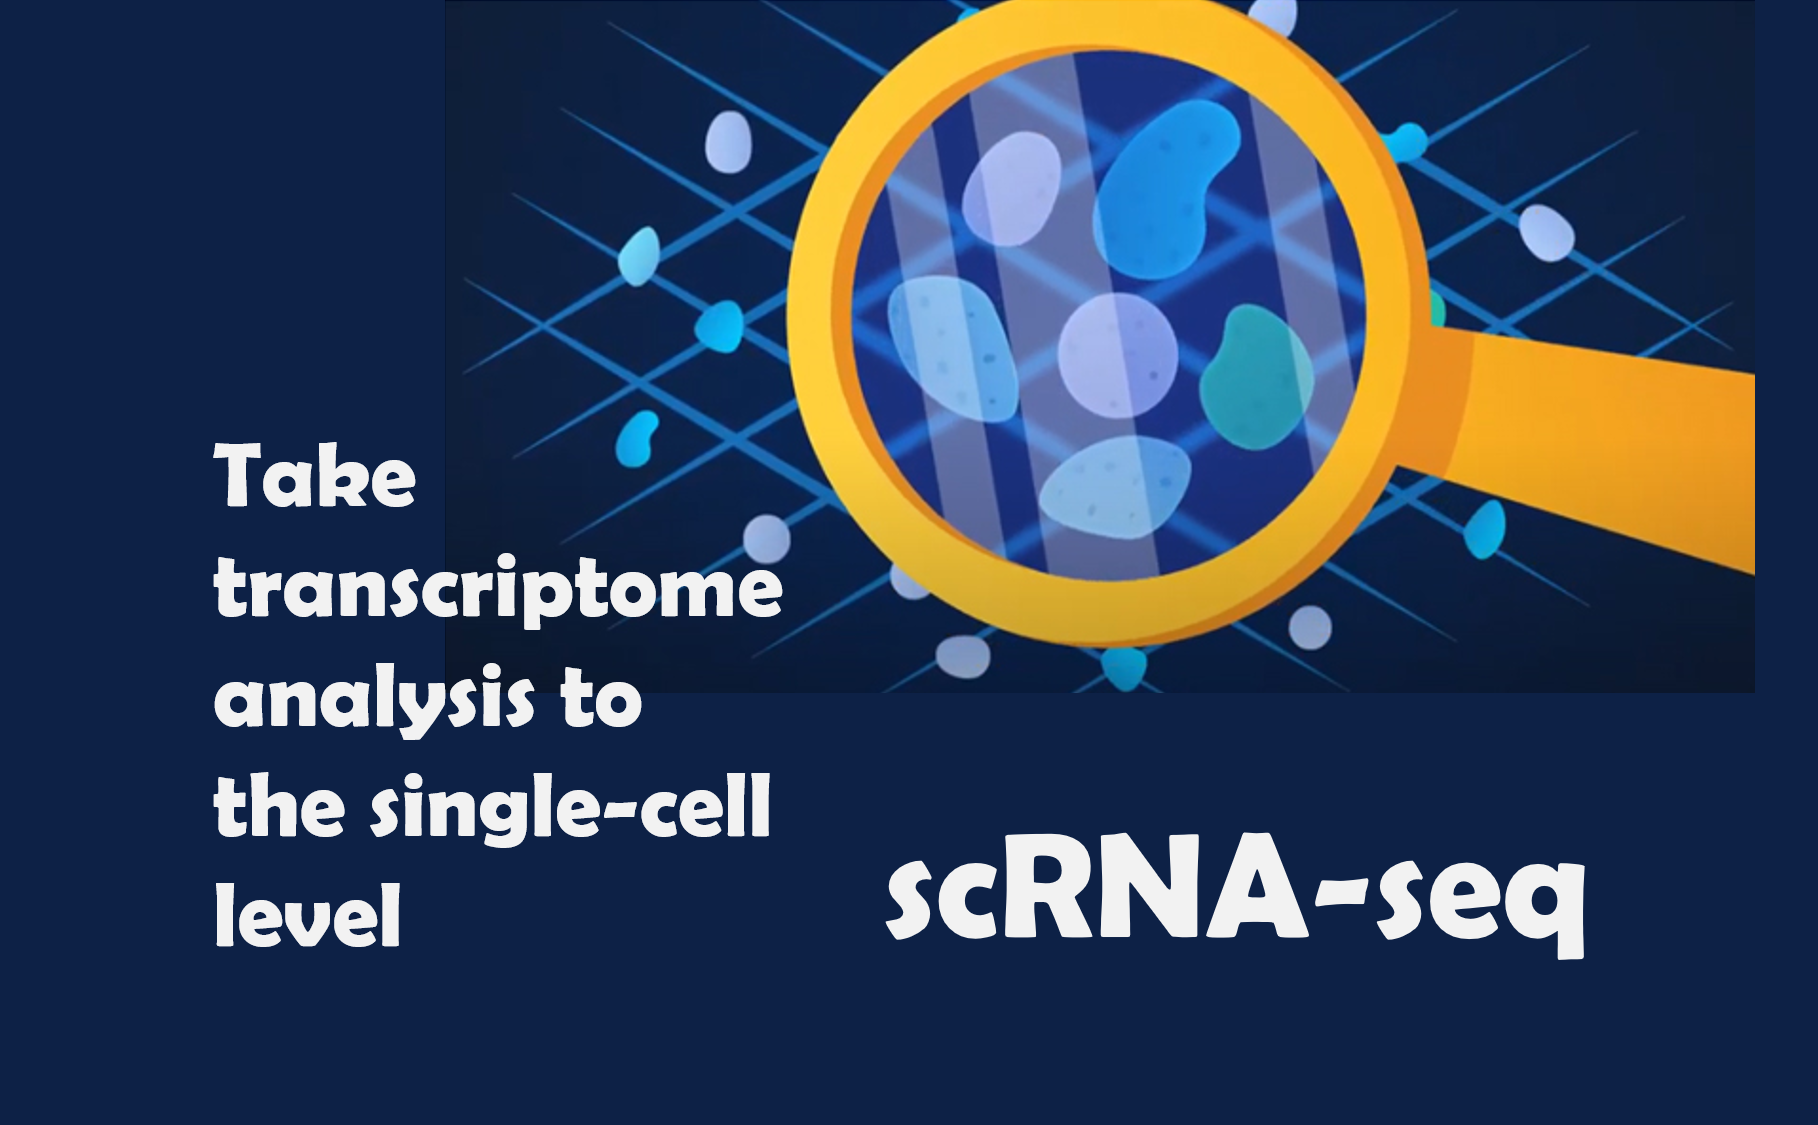 Take
transcriptome
analysis to
the single-cell
level
scRNA-seq